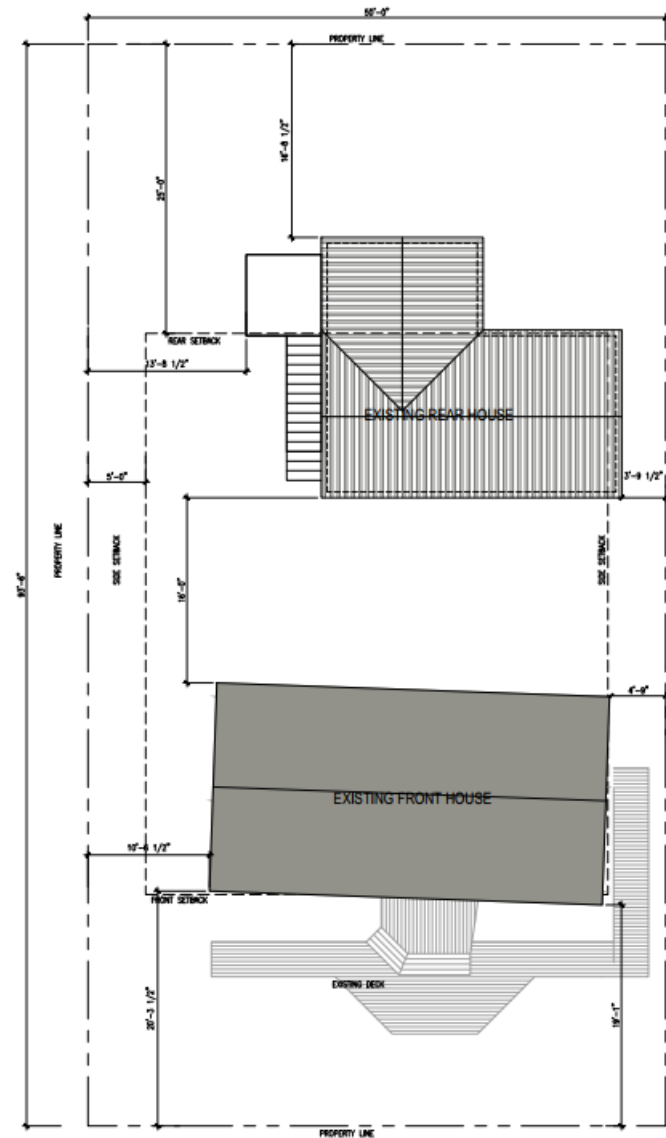 50'-0"
PROPERTY LINE
25'-0"
16'-8 1/2"
REAR SETBACK
13'-8 1/2"
EXISTING REAR HOUSE
5'-0"
3'-9 1/2"
PROPERTY LINE
SIDE SETBACK
SIDE SETBACK
93'-6"
16'-0"
4'-9"
EXISTING FRONT HOUSE
10'-6 1/2"
FRONT SETBACK
EXISTING DECK
20'-3 1/2"
19'-1"
PROPERTY LINE